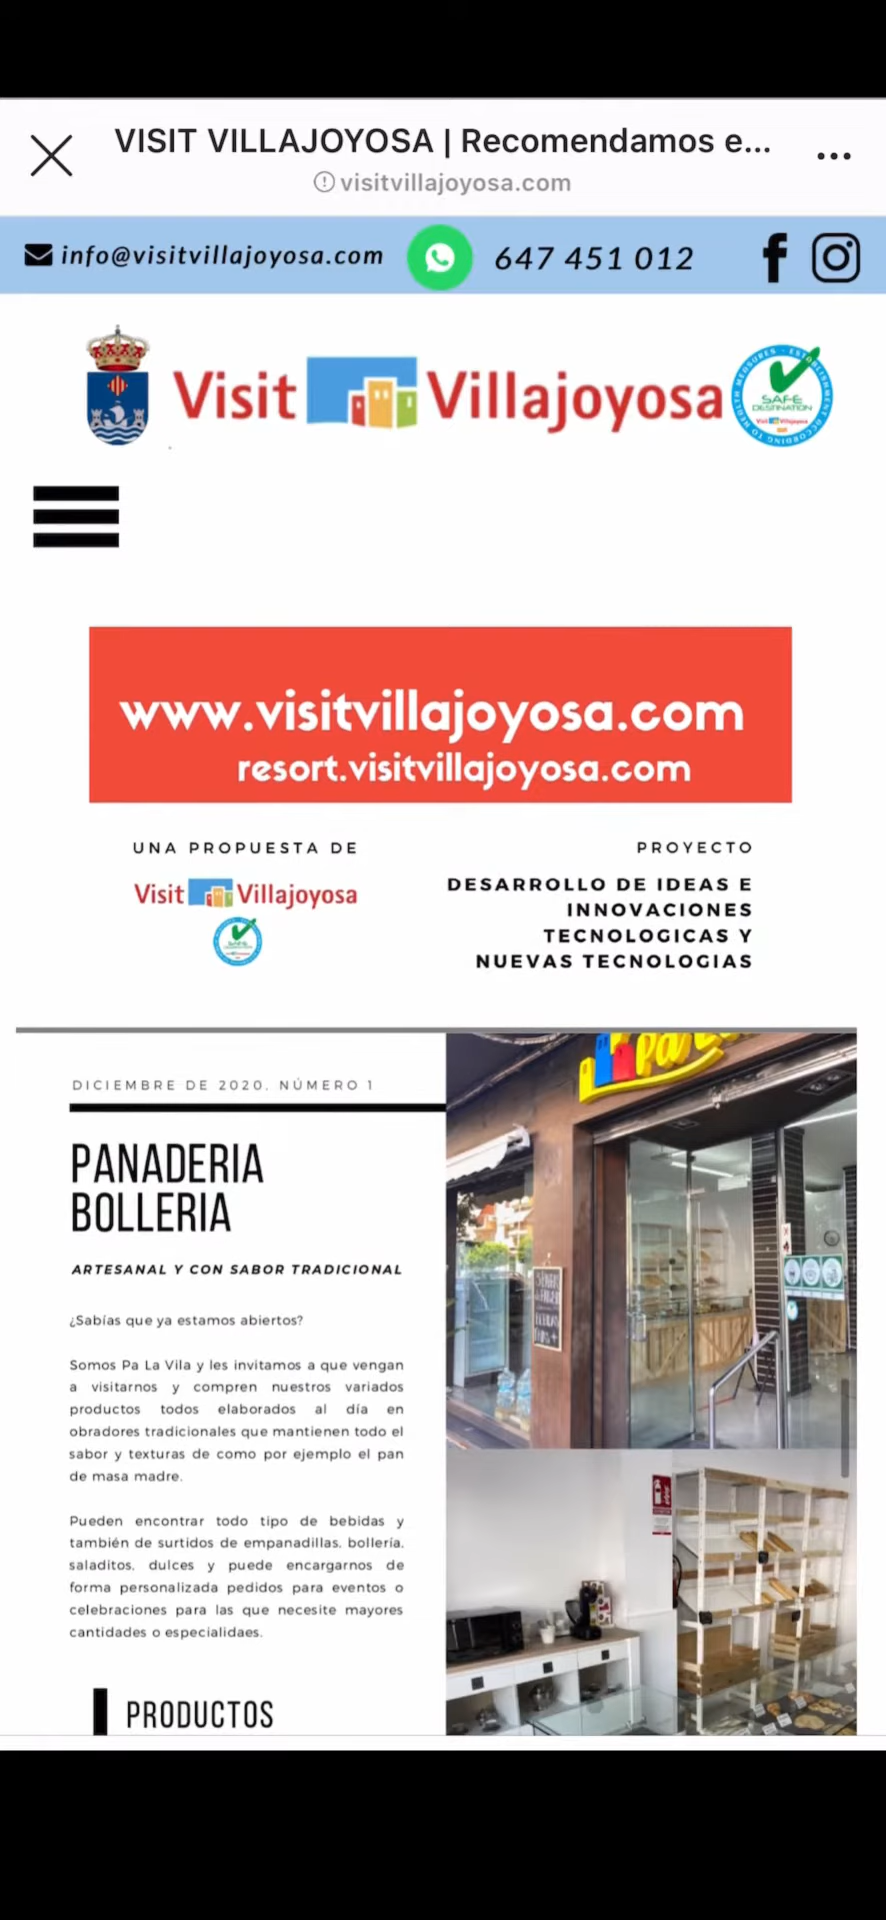 VISIT VILLAJOYOSA | Recomendamos e...
visitvillajoyosa.com
info@visitvillajoyosa.com
647 451 012
Visit Villajoyosa
SAFE
DESTINATION
www.visitvillajoyosa.com
resort.visitvillajoyosa.com
UNA PROPUESTA DE
Visit Villajoyosa
PROYECTO
DESARROLLO DE IDEAS E
INNOVACIONES
TECNOLOGICAS Y
NUEVAS TECNOLOGIAS
DICIEMBRE DE 2020. NÚMERO 1
PANADERIA
BOLLERIA
ARTESANAL Y CON SABOR TRADICIONAL
¿Sabías que ya estamos abiertos?
Somos Pa La Vila y les invitamos a que vengan
a visitarnos y compren nuestros variados
productos todos elaborados al día en
obradores tradicionales que mantienen todo el
sabor y texturas de como por ejemplo el pan
de masa madre.
Pueden encontrar todo tipo de bebidas y
también de surtidos de empanadillas, bollería,
saladitos, dulces y puede encargarnos de
forma personalizada pedidos para eventos o
celebraciones para las que necesite mayores
cantidades o especialidaes.
PRODUCTOS